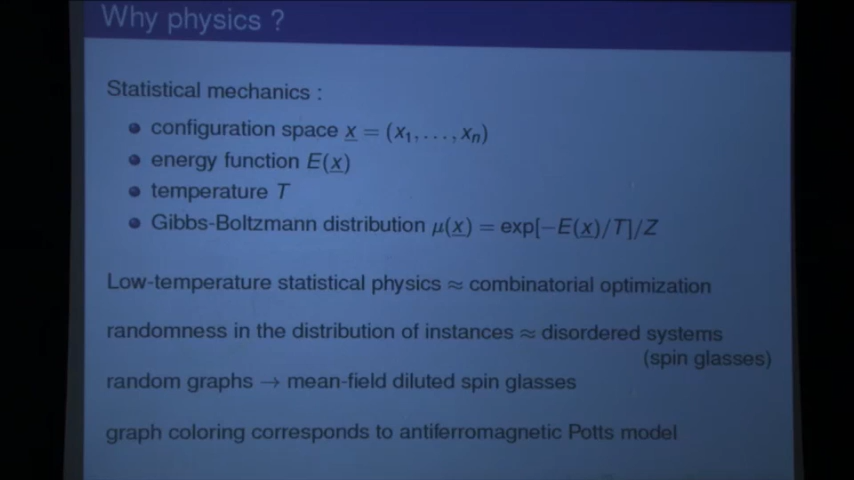 Why physics ?
Statistical mechanics :
configuration space x = (x₁, . . . , xₙ)
energy function E(x)
temperature T
Gibbs-Boltzmann distribution μ(x) = exp[−E(x)/T]/Z
Low-temperature statistical physics ≈ combinatorial optimization
randomness in the distribution of instances ≈ disordered systems
(spin glasses)
random graphs → mean-field diluted spin glasses
graph coloring corresponds to antiferromagnetic Potts model